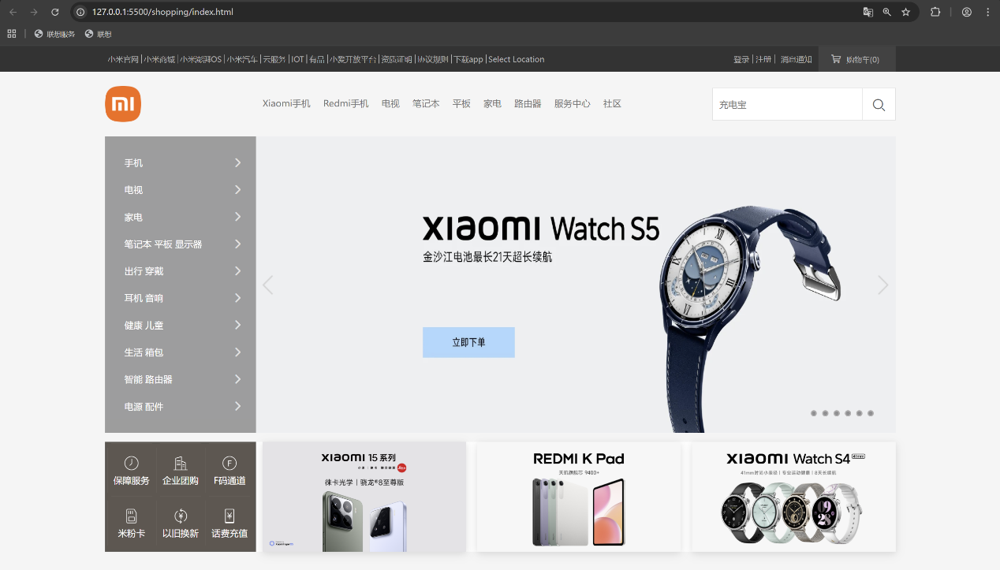 127.0.0.1:5500/shopping/index.html
联想服务 联想
小米官网 | 小米商城 | 小米澎湃OS | 小米汽车 | 云服务 | IOT | 有品 | 小爱开放平台 | 资质证明 | 协议规则 | 下载app | Select Location
登录 | 注册 | 消息通知 购物车(0)
mi Xiaomi手机 Redmi手机 电视 笔记本 平板 家电 路由器 服务中心 社区 充电宝
手机
电视
家电
笔记本 平板 显示器
出行 穿戴
耳机 音响
健康 儿童
生活 箱包
智能 路由器
电源 配件
XIAOMI Watch S5
金沙江电池最长21天超长续航
立即下单
保障服务 企业团购 F码通道
米粉卡 以旧换新 话费充值
XIAOMI 15 系列
徕卡光学 | 骁龙®8至尊版
REDMI K Pad
天玑旗舰芯 9400+
XIAOMI Watch S4 41mm
41mm时尚小表径 | 专业运动健康 | 8天长续航